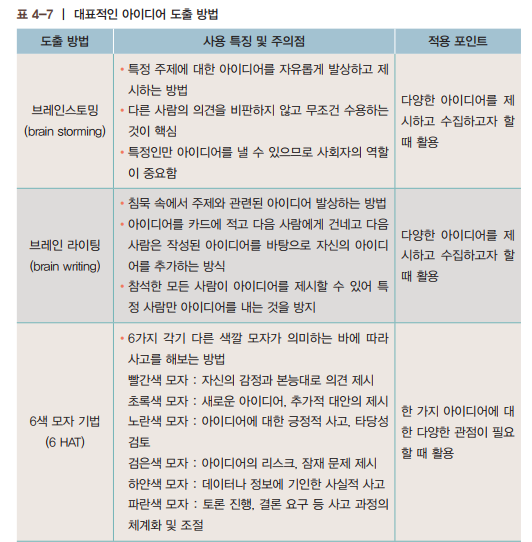 표 4-7 | 대표적인 아이디어 도출 방법
도출 방법
사용 특징 및 주의점
적용 포인트
브레인스토밍
(brain storming)
• 특정 주제에 대한 아이디어를 자유롭게 발상하고 제
시하는 방법
• 다른 사람의 의견을 비판하지 않고 무조건 수용하는
것이 핵심
• 특정인만 아이디어를 낼 수 있으므로 사회자의 역할
이 중요함
다양한 아이디어를 제
시하고 수집하고자 할
때 활용
브레인 라이팅
(brain writing)
• 침묵 속에서 주제와 관련된 아이디어 발상하는 방법
• 아이디어를 카드에 적고 다음 사람에게 건네고 다음
사람은 작성된 아이디어를 바탕으로 자신의 아이디
어를 추가하는 방식
• 참석한 모든 사람이 아이디어를 제시할 수 있어 특
정 사람만 아이디어를 내는 것을 방지
다양한 아이디어를 제
시하고 수집하고자 할
때 활용
6색 모자 기법
(6 HAT)
• 6가지 각기 다른 색깔 모자가 의미하는 바에 따라
사고를 해보는 방법
빨간색 모자 : 자신의 감정과 본능대로 의견 제시
초록색 모자 : 새로운 아이디어, 추가적 대안의 제시
노란색 모자 : 아이디어에 대한 긍정적 사고, 타당성
검토
검은색 모자 : 아이디어의 리스크, 잠재 문제 제시
하얀색 모자 : 데이터나 정보에 기인한 사실적 사고
파란색 모자 : 토론 진행, 결론 요구 등 사고 과정의
체계화 및 조절
한 가지 아이디어에 대
한 다양한 관점이 필요
할 때 활용